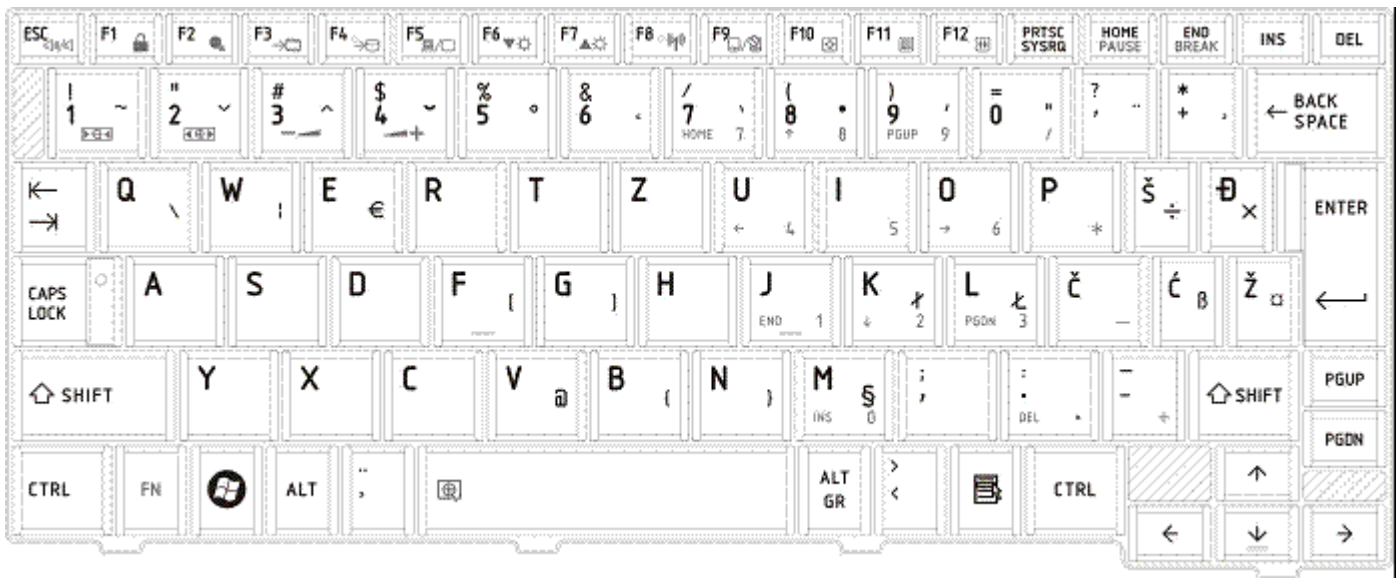 ESC F1 F2 F3 F4 F5 F6 F7 F8 F9 F10 F11 F12 PRTSC HOME END INS DEL
SYSRQ PAUSE BREAK
! " # $ % & / ( ) = ? *
1 ~ 2 ˇ 3 ^ 4 ˘ 5 ° 6 ˛ 7 ` 8 ˙ 9 ´ 0 ˝ ' ¨ + ¸ ← BACK
HOME 7 ↑ 8 PGUP 9 / SPACE
Q \ W ¦ E € R T Z U I O P Š ÷ Đ × ENTER
← 4 5 → 6 *
CAPS A S D F [ G ] H J K ł L Ł Č Ć ß Ž ¤
LOCK END 1 ↓ 2 PGDN 3 –
SHIFT Y X C V @ B { N } M § ; : – SHIFT PGUP
, . -
INS 0 DEL . ÷
PGDN
CTRL FN ALT ¨ ALT > CTRL ↑
¸ GR <
← ↓ →